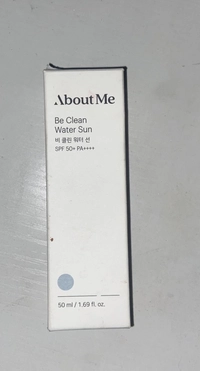 About Me
Be Clean
Water Sun
비 클린 워터 선
SPF 50+ PA++++
50 ml / 1.69 fl. oz.